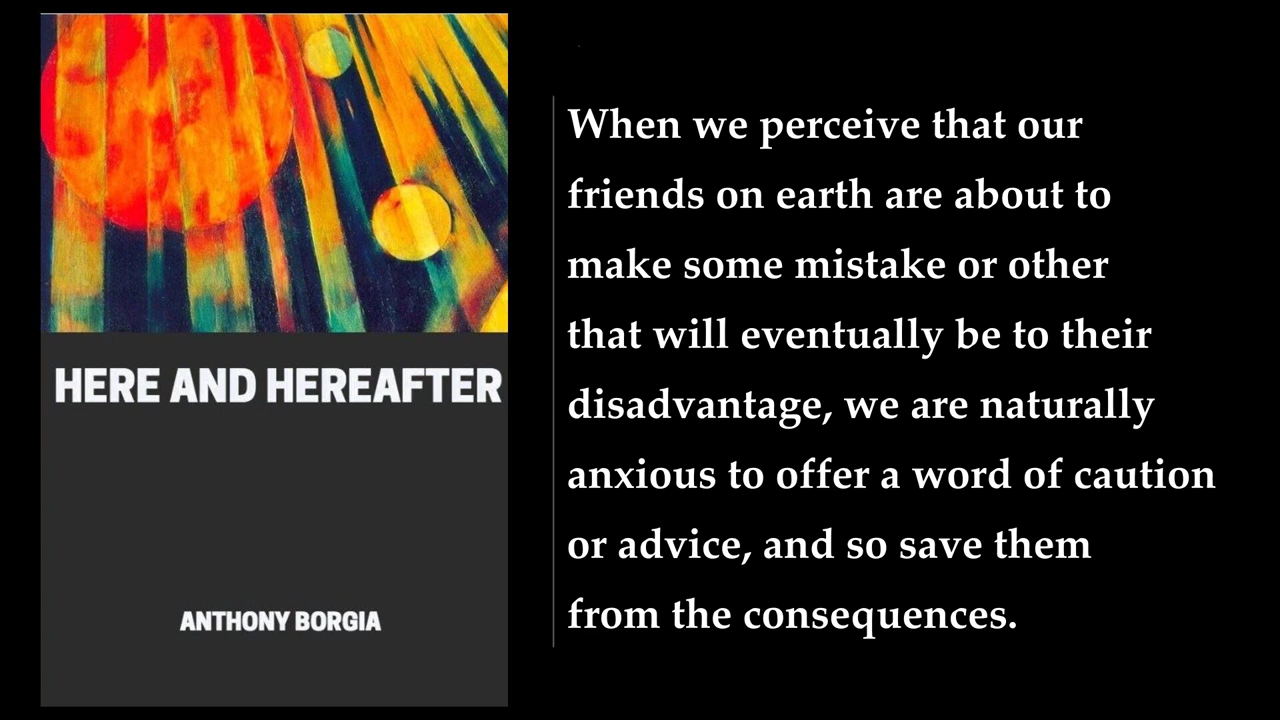 HERE AND HEREAFTER
ANTHONY BORGIA
When we perceive that our
friends on earth are about to
make some mistake or other
that will eventually be to their
disadvantage, we are naturally
anxious to offer a word of caution
or advice, and so save them
from the consequences.